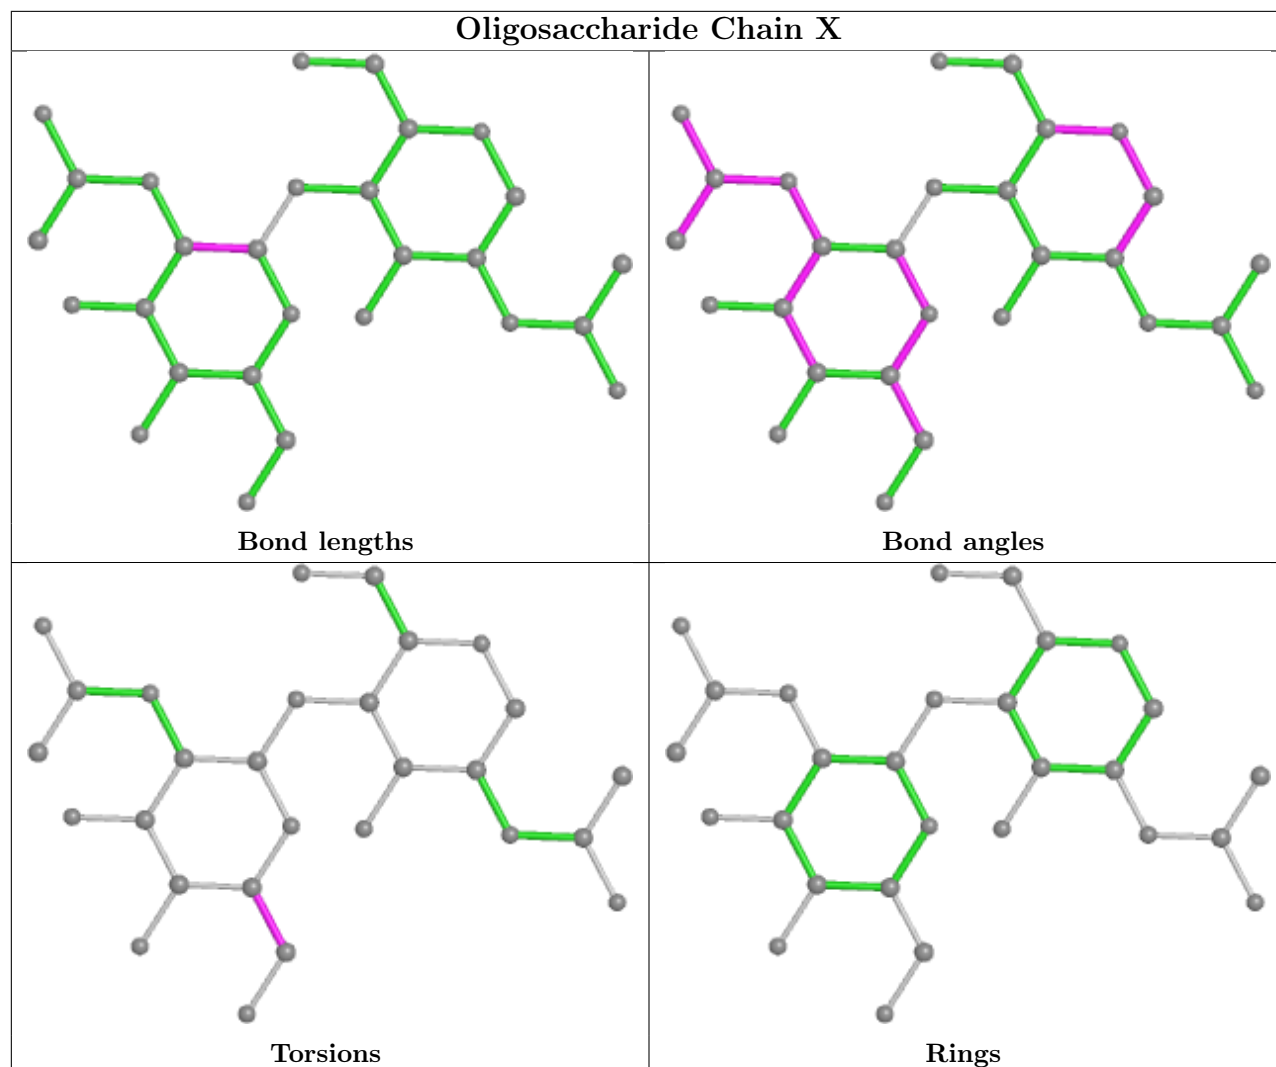 Oligosaccharide Chain X
Bond lengths
Bond angles
Torsions
Rings